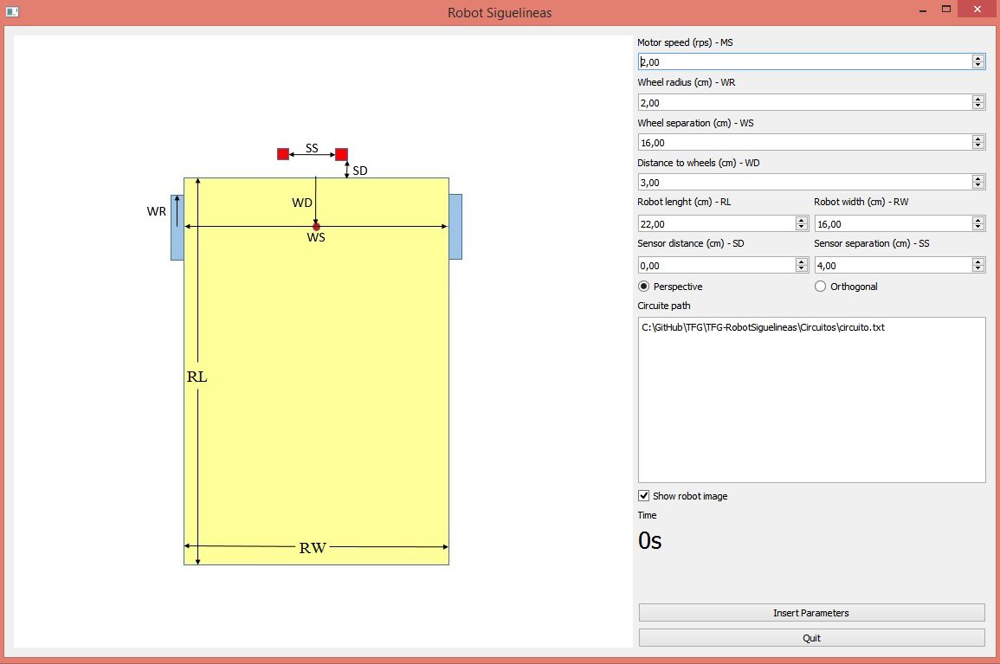 Robot Siguelineas
SS
SD
WR
WD
WS
RL
RW
Motor speed (rps) - MS
2,00
Wheel radius (cm) - WR
2,00
Wheel separation (cm) - WS
16,00
Distance to wheels (cm) - WD
3,00
Robot lenght (cm) - RL
Robot width (cm) - RW
22,00
16,00
Sensor distance (cm) - SD
Sensor separation (cm) - SS
0,00
4,00
Perspective
Orthogonal
Circuite path
C:\GitHub\TFG\TFG-RobotSiguelineas\Circuitos\circuito.txt
Show robot image
Time
0s
Insert Parameters
Quit